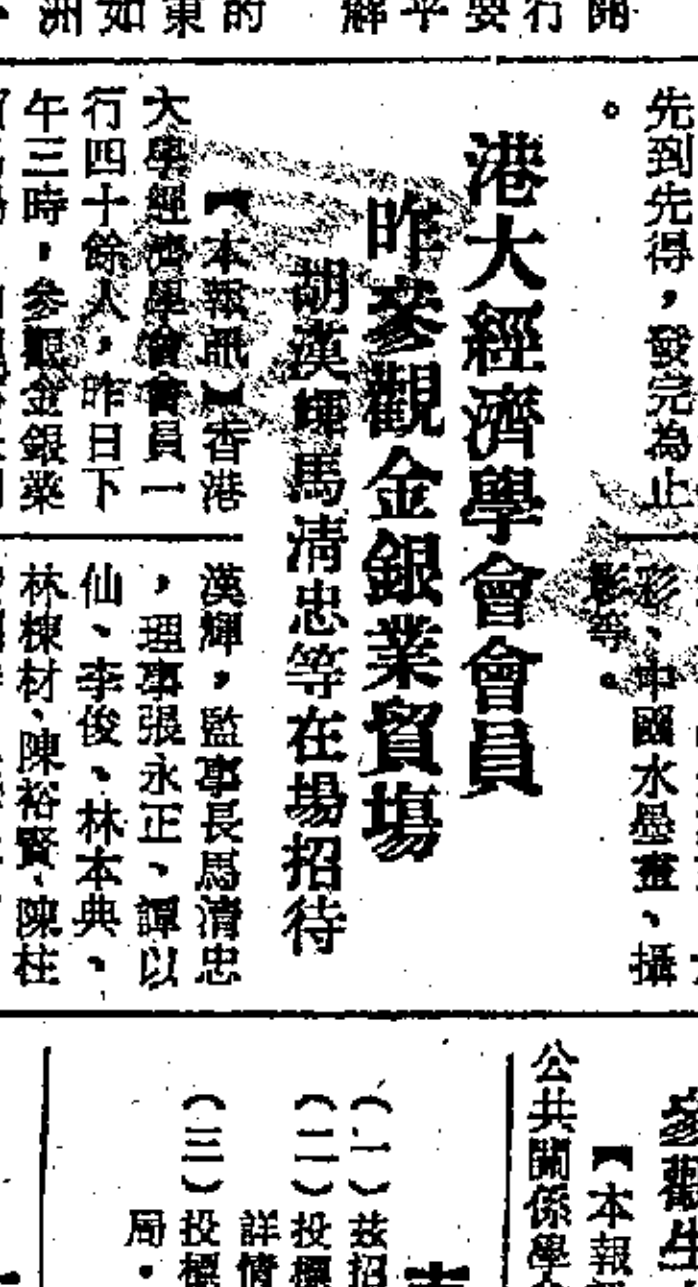 開
行
要
平
解
的
東
如
洲
先到先得，發完為止
。
彩、中國水墨畫、攝
影等。
港大經濟學會會員
昨參觀金銀業貿塲
胡漢輝馬清忠等在場招待
【本報訊】香港
大學經濟學會會員一
行四十餘人，昨日下
午三時，參觀金銀業
漢輝，監事長馬清忠
，理事張永正、譚以
仙、李俊、林本典、
林棟材、陳裕賢、陳柱
【本報
公共關係學
（一）茲招
（二）投標
詳情
（三）投標
局．